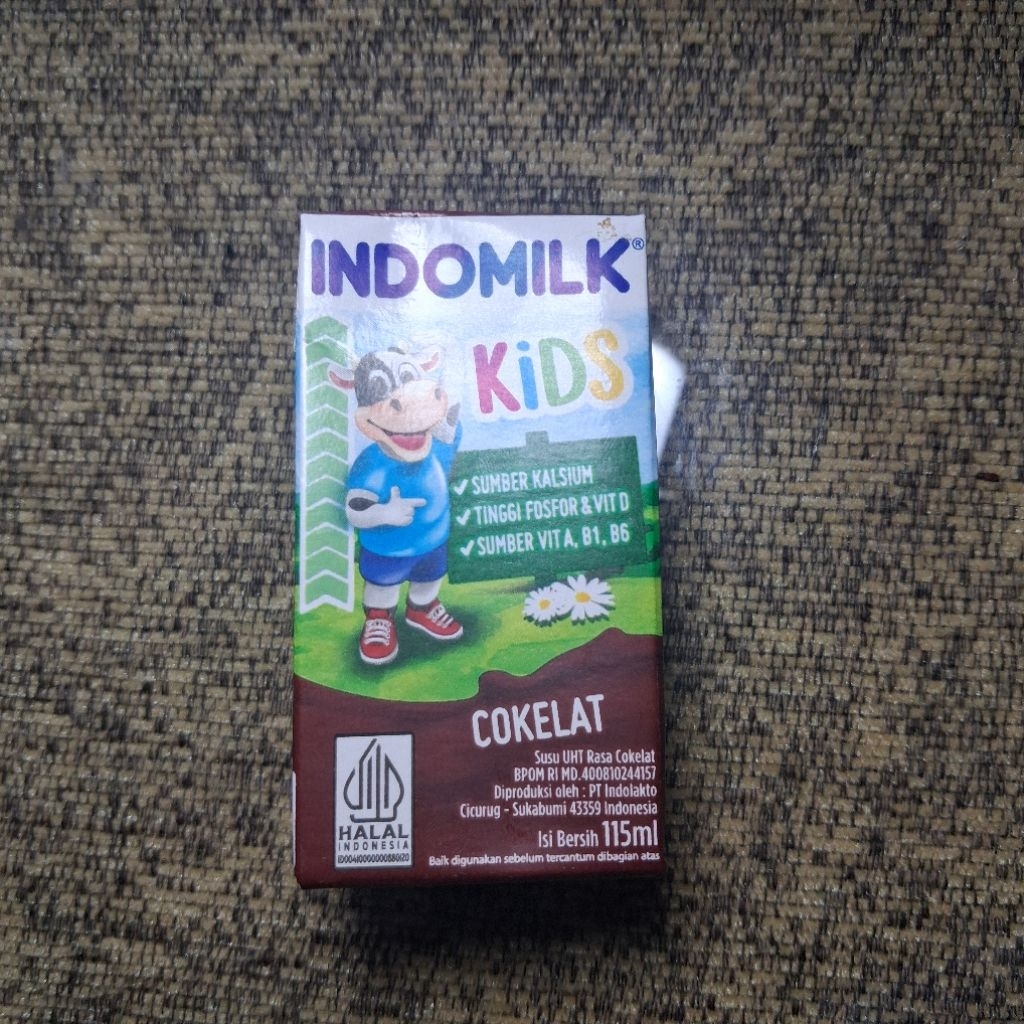 INDOMILK®
KiDS
SUMBER KALSIUM
TINGGI FOSFOR & VIT D
SUMBER VIT A, B1, B6
COKELAT
Susu UHT Rasa Cokelat
BPOM RI MD.400810244157
Diproduksi oleh : PT Indolakto
Cicurug - Sukabumi 43359 Indonesia
Isi Bersih 115ml
Baik digunakan sebelum tercantum dibagian atas
HALAL
INDONESIA